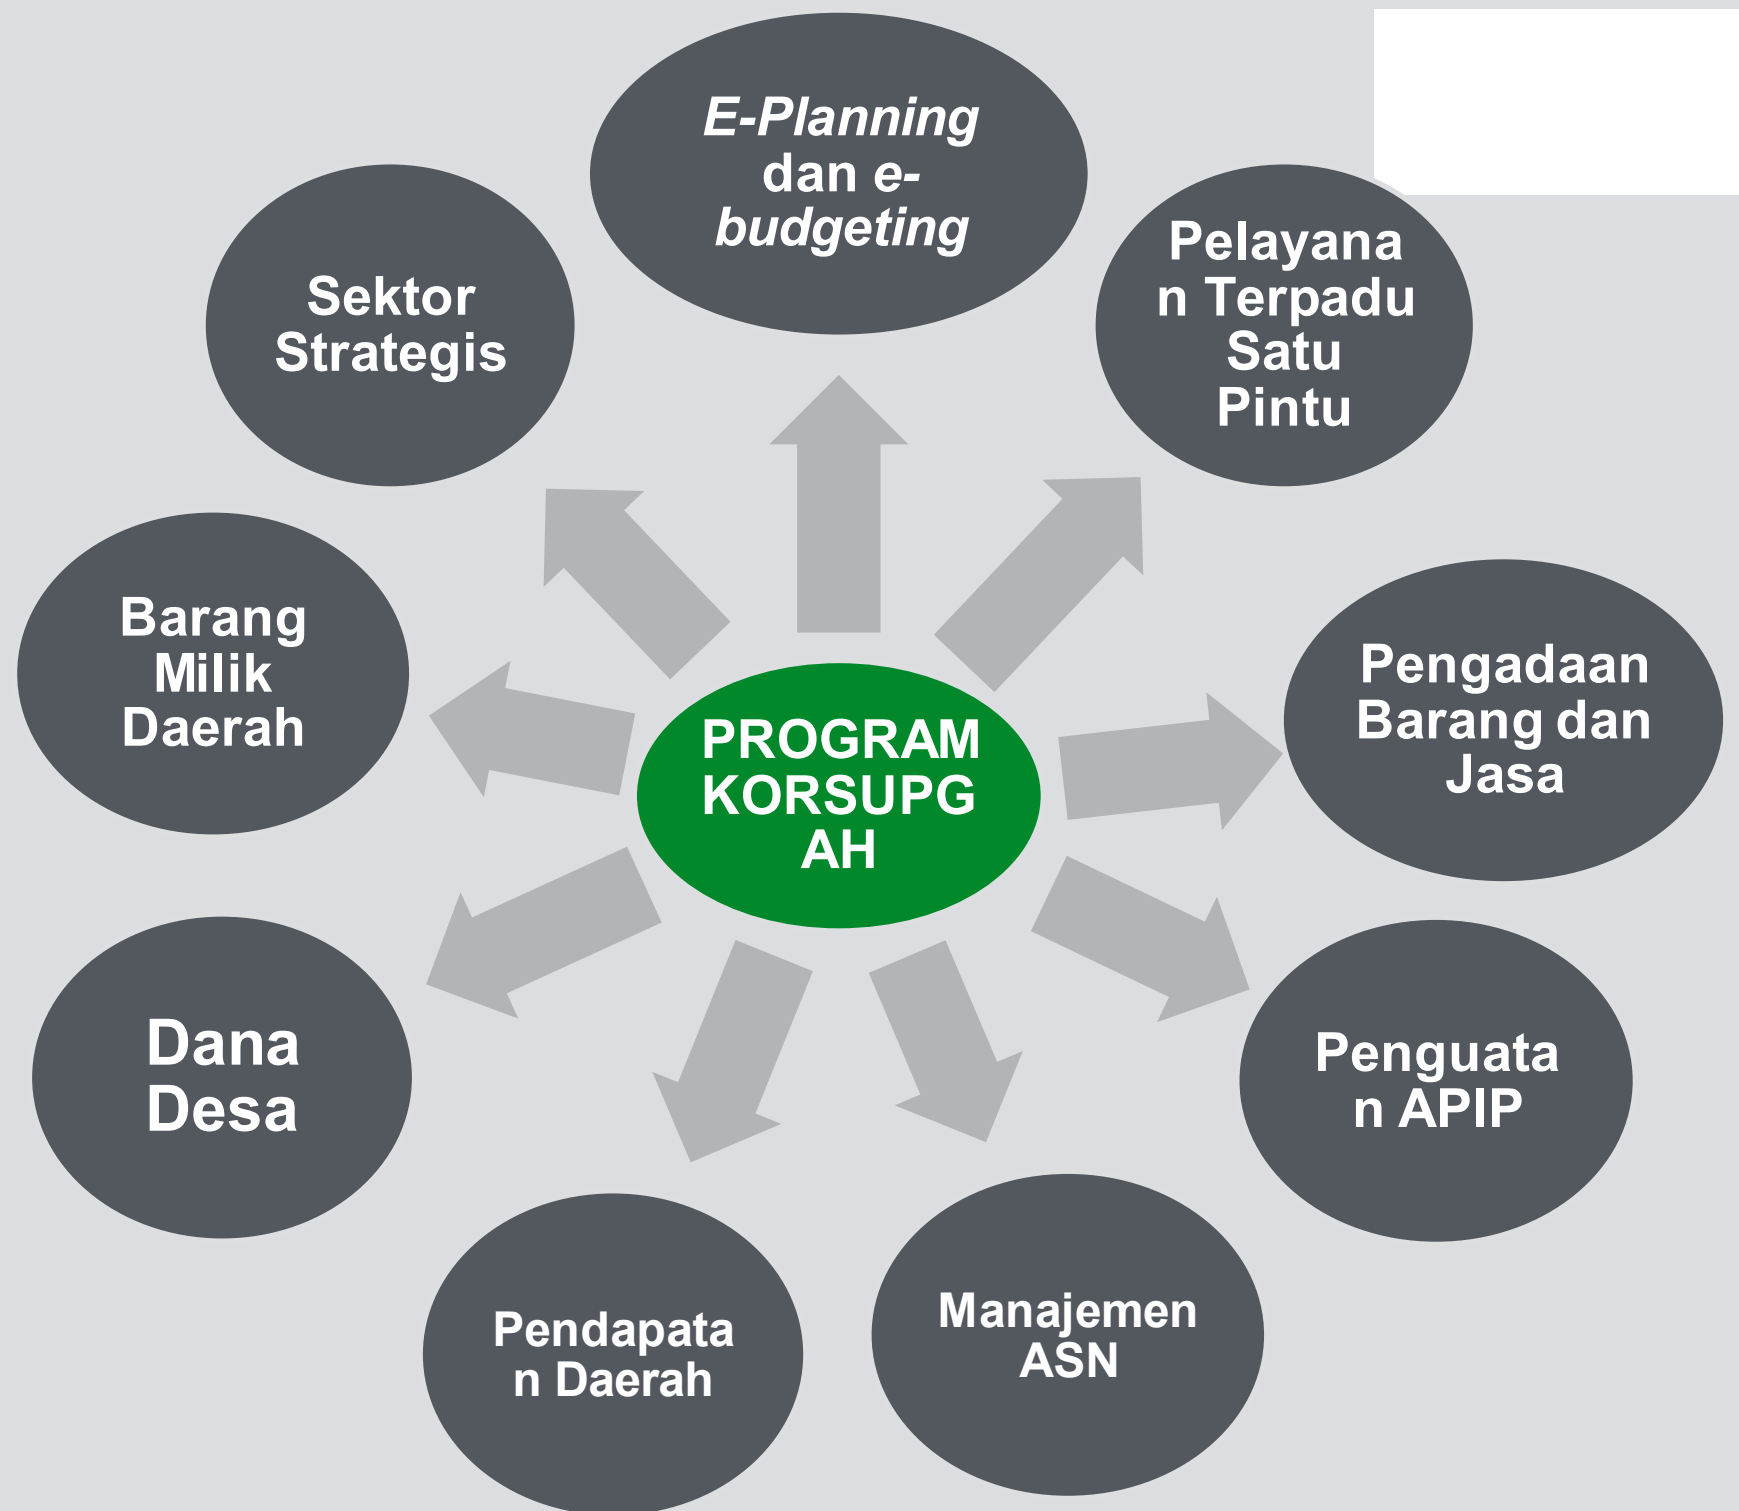 E-Planning
dan e-
budgeting
Pelayana
n Terpadu
Satu
Pintu
Pengadaan
Barang dan
Jasa
Penguata
n APIP
Manajemen
ASN
Pendapata
n Daerah
Dana
Desa
Barang
Milik
Daerah
Sektor
Strategis
PROGRAM
KORSUPG
AH